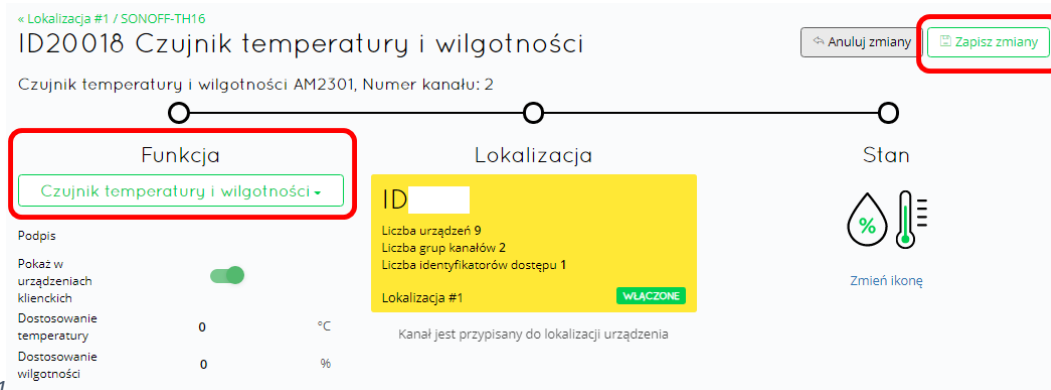 « Lokalizacja #1 / SONOFF-TH16
ID20018 Czujnik temperatury i wilgotności
Anuluj zmiany
Zapisz zmiany
Czujnik temperatury i wilgotności AM2301, Numer kanału: 2
Funkcja
Czujnik temperatury i wilgotności
Podpis
Pokaż w
urządzeniach
klienckich
Dostosowanie
temperatury
0 °C
Dostosowanie
wilgotności
0 %
Lokalizacja
ID
Liczba urządzeń 9
Liczba grup kanałów 2
Liczba identyfikatorów dostępu 1
Lokalizacja #1
WŁĄCZONE
Kanał jest przypisany do lokalizacji urządzenia
Stan
%
Zmień ikonę
1